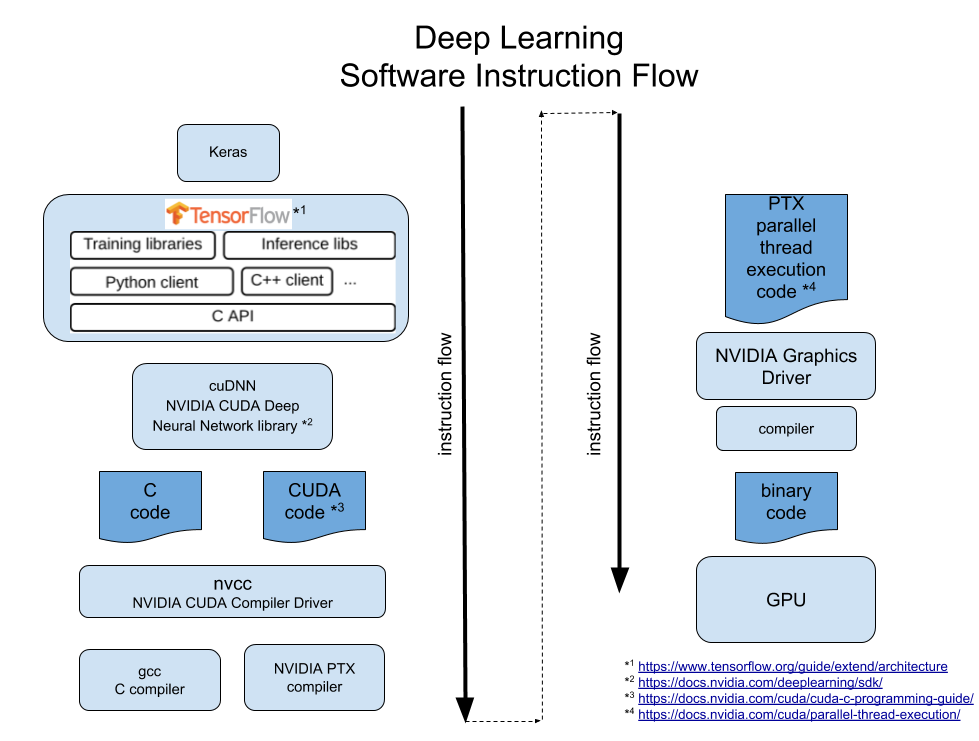 Deep Learning
Software Instruction Flow
Keras
TensorFlow *1
Training libraries
Inference libs
Python client
C++ client
...
C API
cuDNN
NVIDIA CUDA Deep
Neural Network library *2
C
code
CUDA
code *3
nvcc
NVIDIA CUDA Compiler Driver
gcc
C compiler
NVIDIA PTX
compiler
instruction flow
instruction flow
PTX
parallel
thread
execution
code *4
NVIDIA Graphics
Driver
compiler
binary
code
GPU
*1 https://www.tensorflow.org/guide/extend/architecture
*2 https://docs.nvidia.com/deeplearning/sdk/
*3 https://docs.nvidia.com/cuda/cuda-c-programming-guide/
*4 https://docs.nvidia.com/cuda/parallel-thread-execution/